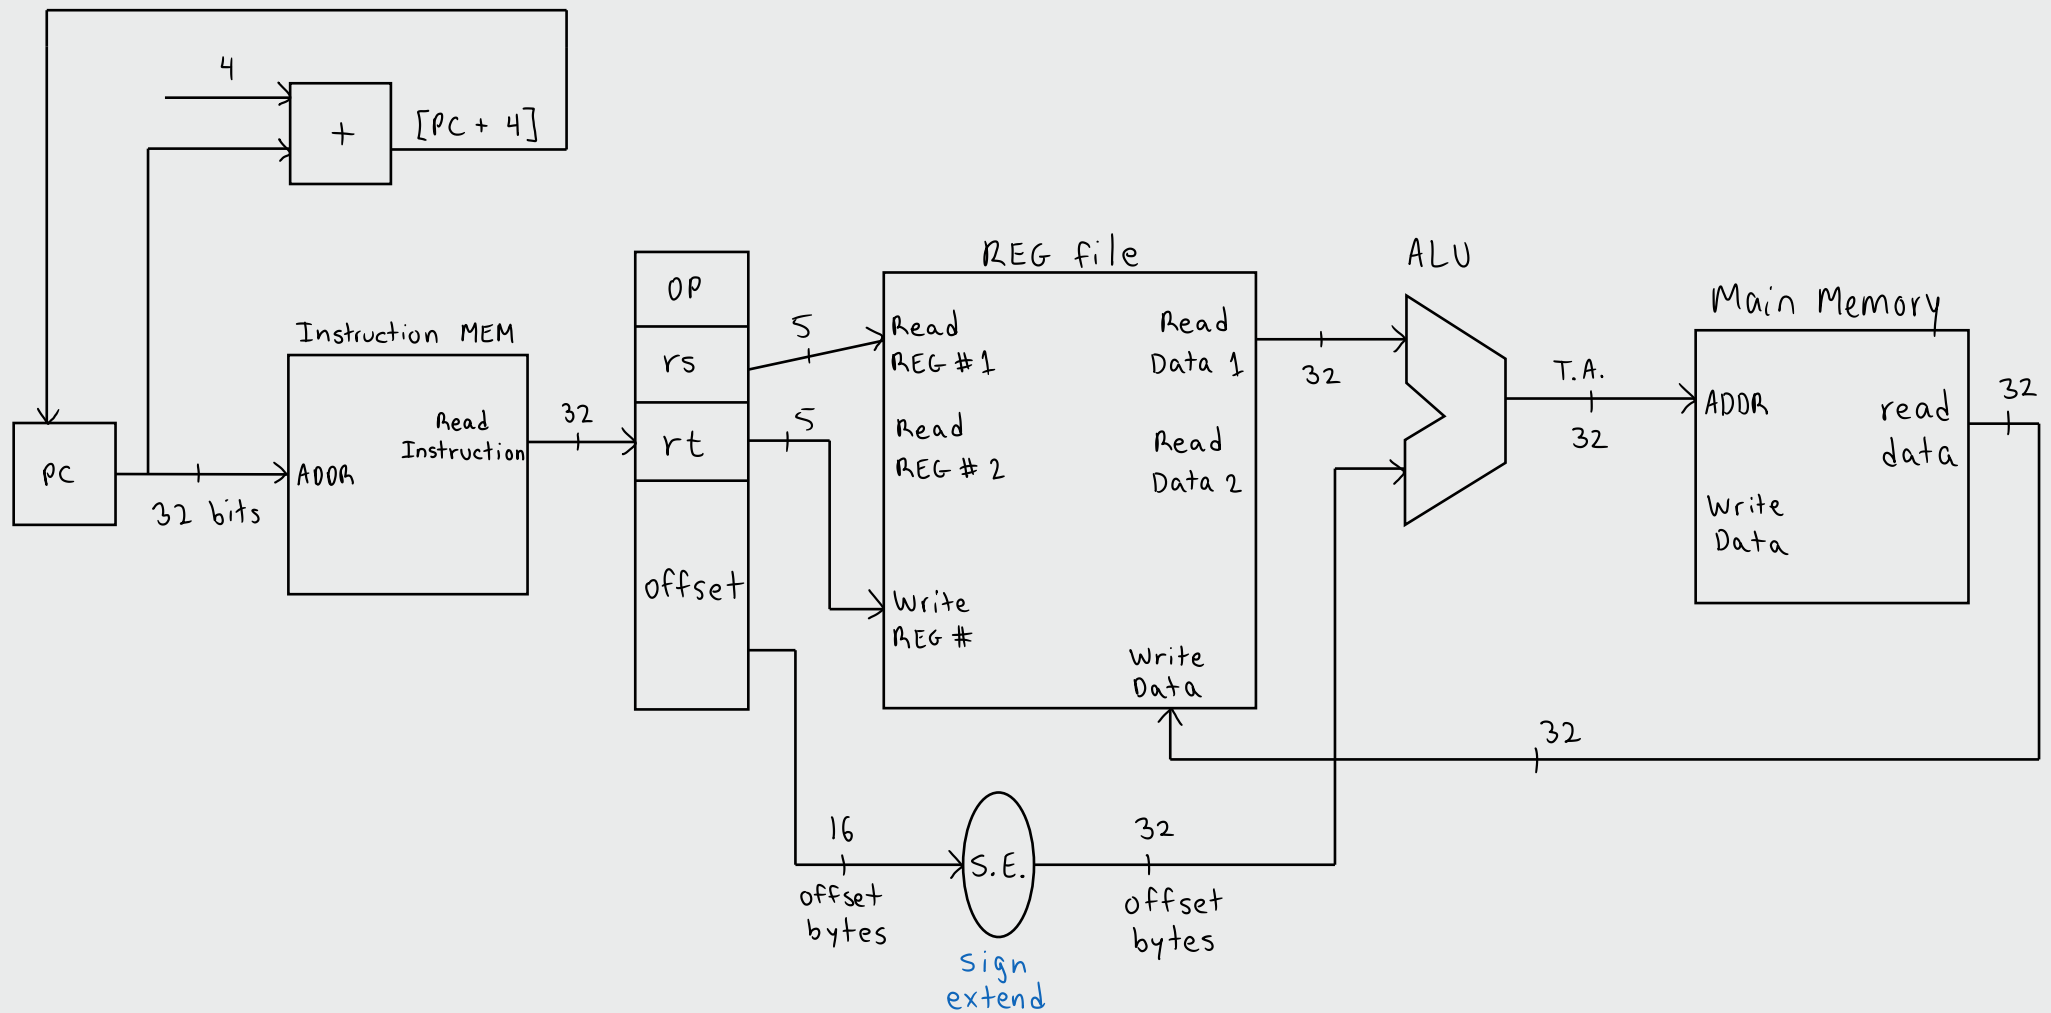 4
+
[PC + 4]
PC
32 bits
Instruction MEM
Read
Instruction
ADDR
32
OP
rs
rt
offset
5
5
REG file
Read
REG # 1
Read
REG # 2
Write
REG #
Read
Data 1
Read
Data 2
Write
Data
32
ALU
T.A.
32
Main Memory
ADDR
read
data
Write
Data
32
32
16
offset
bytes
S.E.
sign
extend
32
offset
bytes